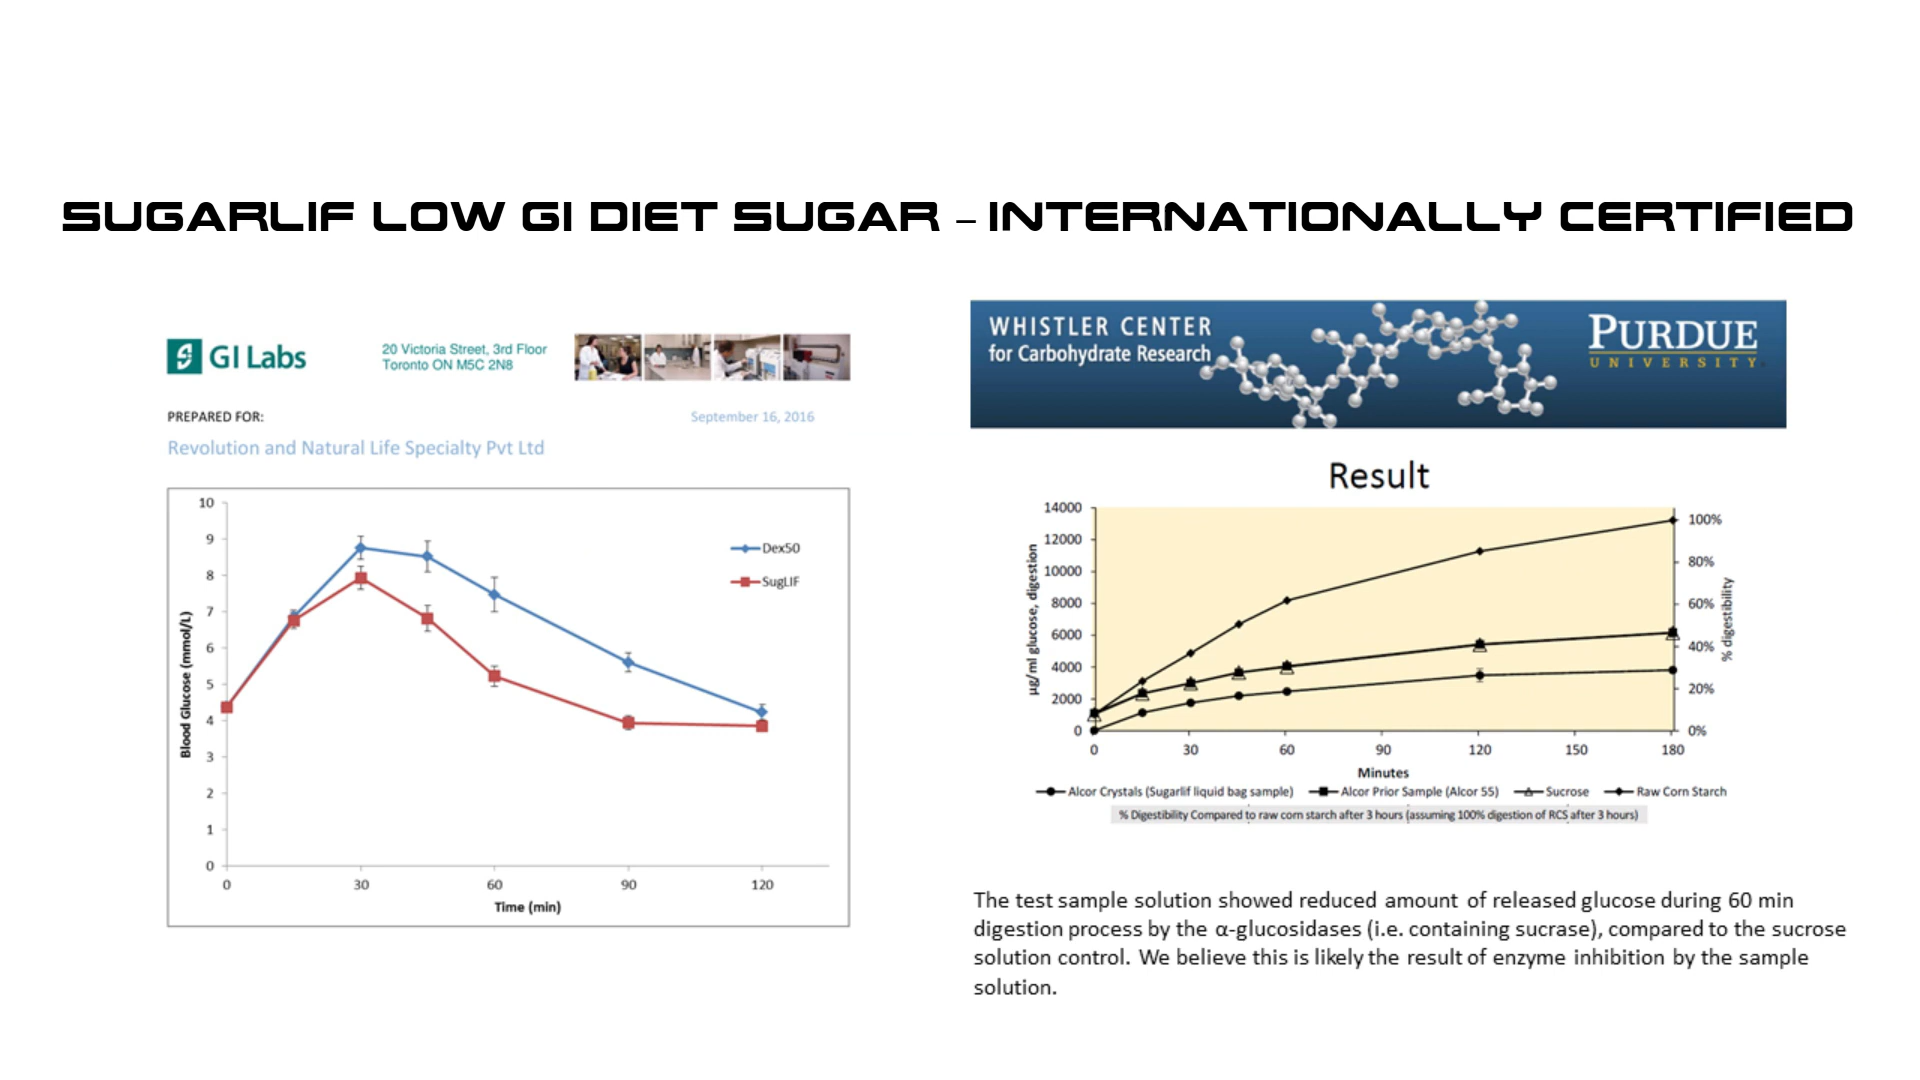 SUGARLIF LOW GI DIET SUGAR – INTERNATIONALLY CERTIFIED
GI Labs
20 Victoria Street, 3rd Floor
Toronto ON M5C 2N8
PREPARED FOR:
September 16, 2016
Revolution and Natural Life Specialty Pvt Ltd
10
9
8
7
6
5
4
3
2
1
0
Blood Glucose (mmol/L)
Dex50
SugLIF
0 30 60 90 120
Time (min)
WHISTLER CENTER
for Carbohydrate Research
PURDUE
UNIVERSITY
Result
14000
12000
10000
8000
6000
4000
2000
0
µg/ml glucose, digestion
100%
80%
60%
40%
20%
0%
% digestibility
0 30 60 90 120 150 180
Minutes
Alcor Crystals (Sugarlif liquid bag sample) Alcor Prior Sample (Alcor 55) Sucrose Raw Corn Starch
% Digestibility Compared to raw corn starch after 3 hours (assuming 100% digestion of RCS after 3 hours)
The test sample solution showed reduced amount of released glucose during 60 min
digestion process by the α-glucosidases (i.e. containing sucrase), compared to the sucrose
solution control. We believe this is likely the result of enzyme inhibition by the sample
solution.